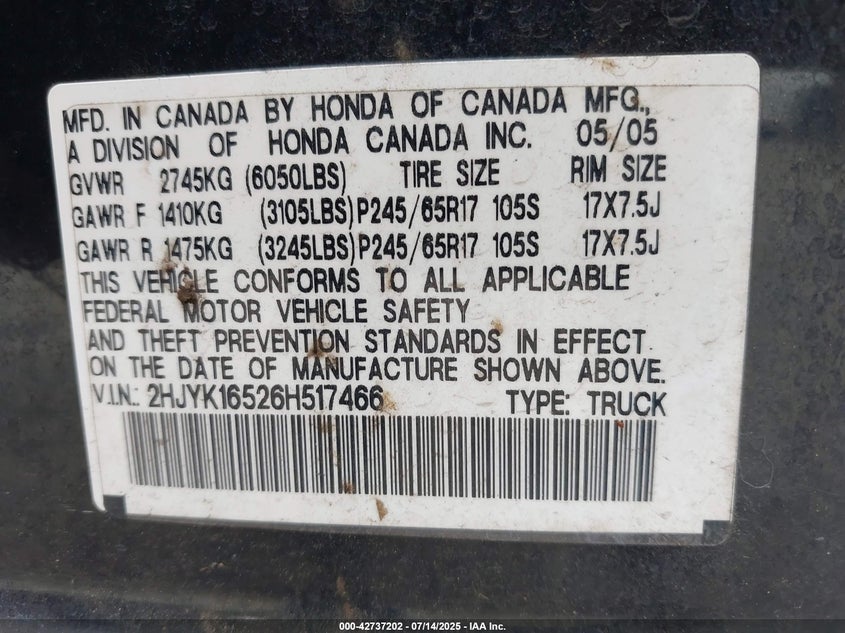 MFD. IN CANADA BY HONDA OF CANADA MFG.,
A DIVISION OF HONDA CANADA INC. 05/05
GVWR 2745KG (6050LBS) TIRE SIZE RIM SIZE
GAWR F 1410KG (3105LBS)P245/65R17 105S 17X7.5J
GAWR R 1475KG (3245LBS)P245/65R17 105S 17X7.5J
THIS VEHICLE CONFORMS TO ALL APPLICABLE
FEDERAL MOTOR VEHICLE SAFETY
AND THEFT PREVENTION STANDARDS IN EFFECT
ON THE DATE OF MANUFACTURE SHOWN ABOVE.
V.I.N.: 2HJYK16526H517466 TYPE: TRUCK
000-42737202 - 07/14/2025 - IAA Inc.